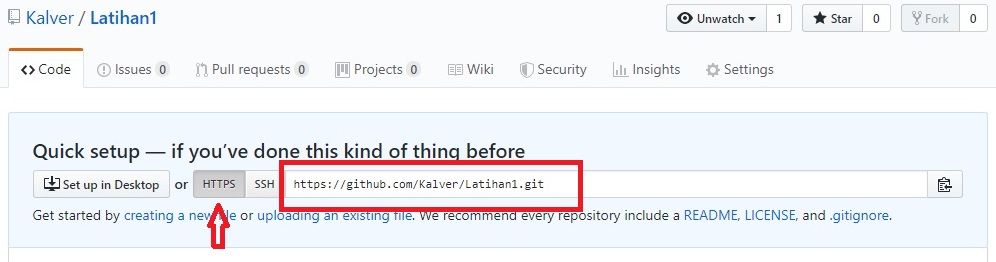 Kalver / Latihan1
Unwatch 1 Star 0 Fork 0
Code Issues 0 Pull requests 0 Projects 0 Wiki Security Insights Settings
Quick setup — if you've done this kind of thing before
Set up in Desktop or HTTPS SSH https://github.com/Kalver/Latihan1.git
Get started by creating a new file or uploading an existing file. We recommend every repository include a README, LICENSE, and .gitignore.